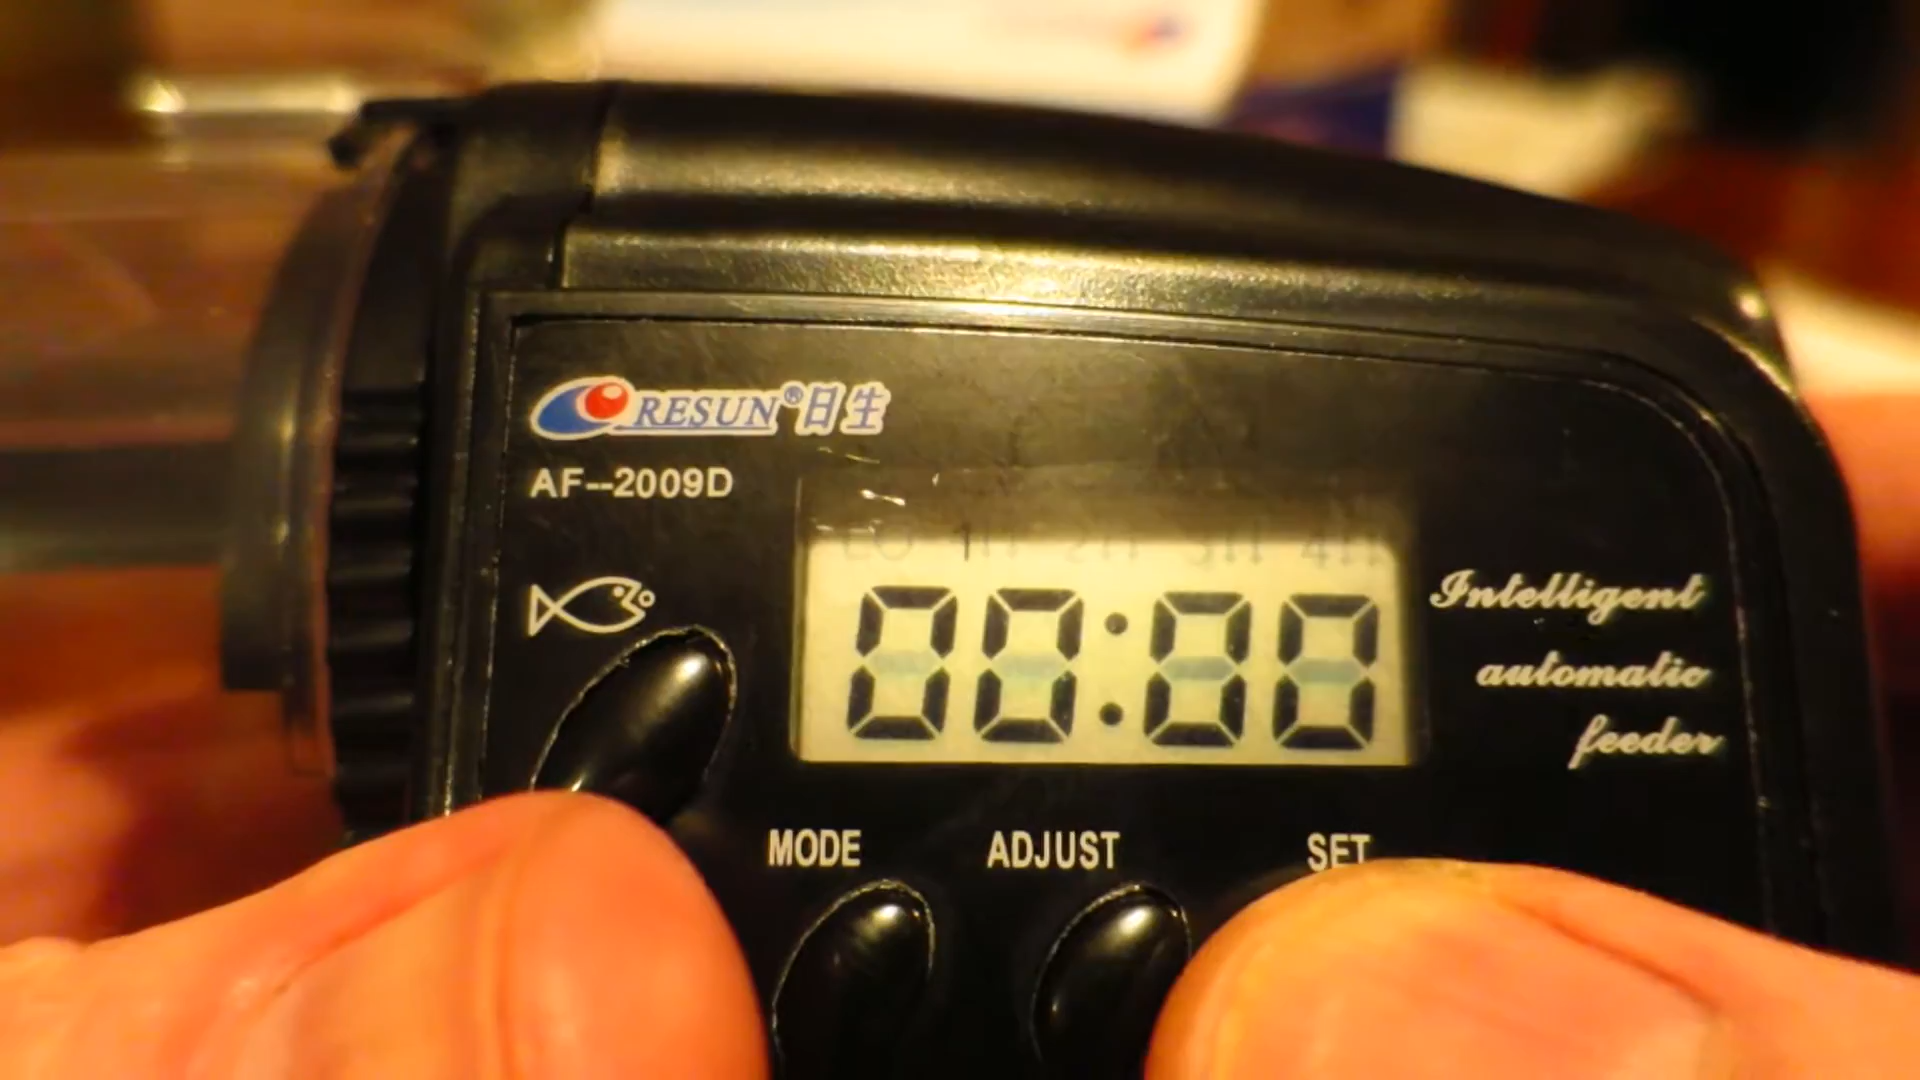 RESUN®日生
AF--2009D
00:00
Intelligent
automatic
feeder
MODE ADJUST SET